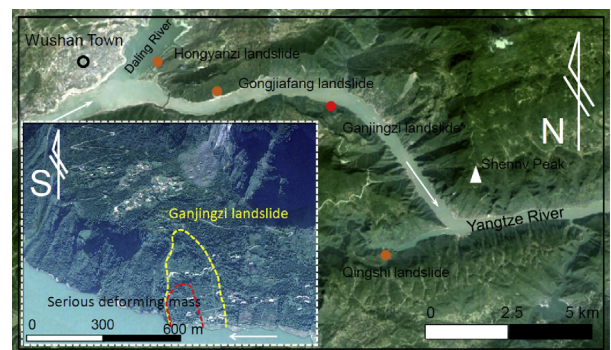 Wushan Town
Daling River
Hongyanzi landslide
Gongjiafang landslide
Ganjingzi landslide
N
Shennv Peak
Yangtze River
Qingshi landslide
0 2.5 5 km
S
Ganjingzi landslide
Serious deforming mass
0 300 600 m